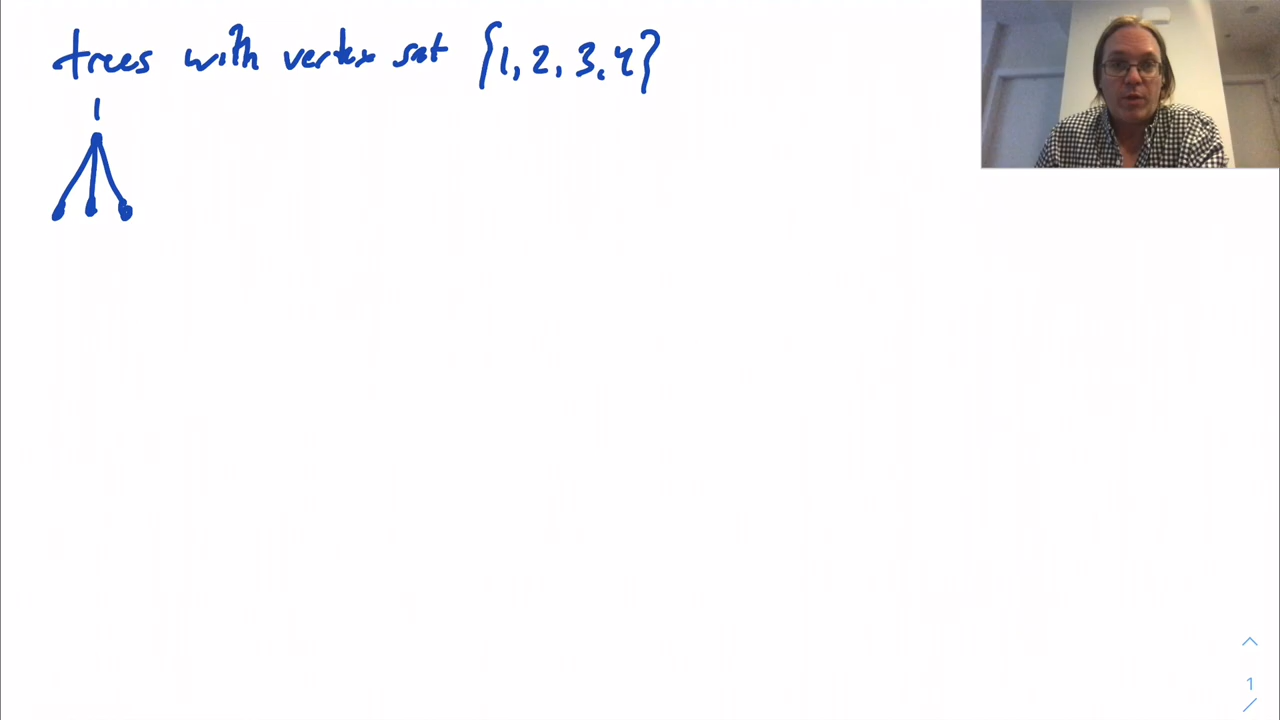 trees with vertex set {1, 2, 3, 4}
1
1